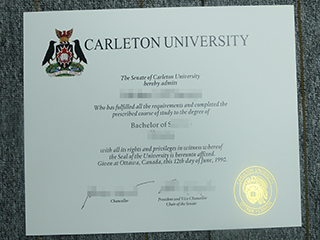 CARLETON UNIVERSITY
The Senate of Carleton University
hereby admits
Who has fulfilled all the requirements and completed the
prescribed course of study to the degree of
Bachelor of
with all its rights and privileges in witness whereof
the Seal of the University is hereunto affixed.
Given at Ottawa, Canada, this 12th day of June, 1990.
Chancellor
President and Vice-Chancellor
Chair of the Senate